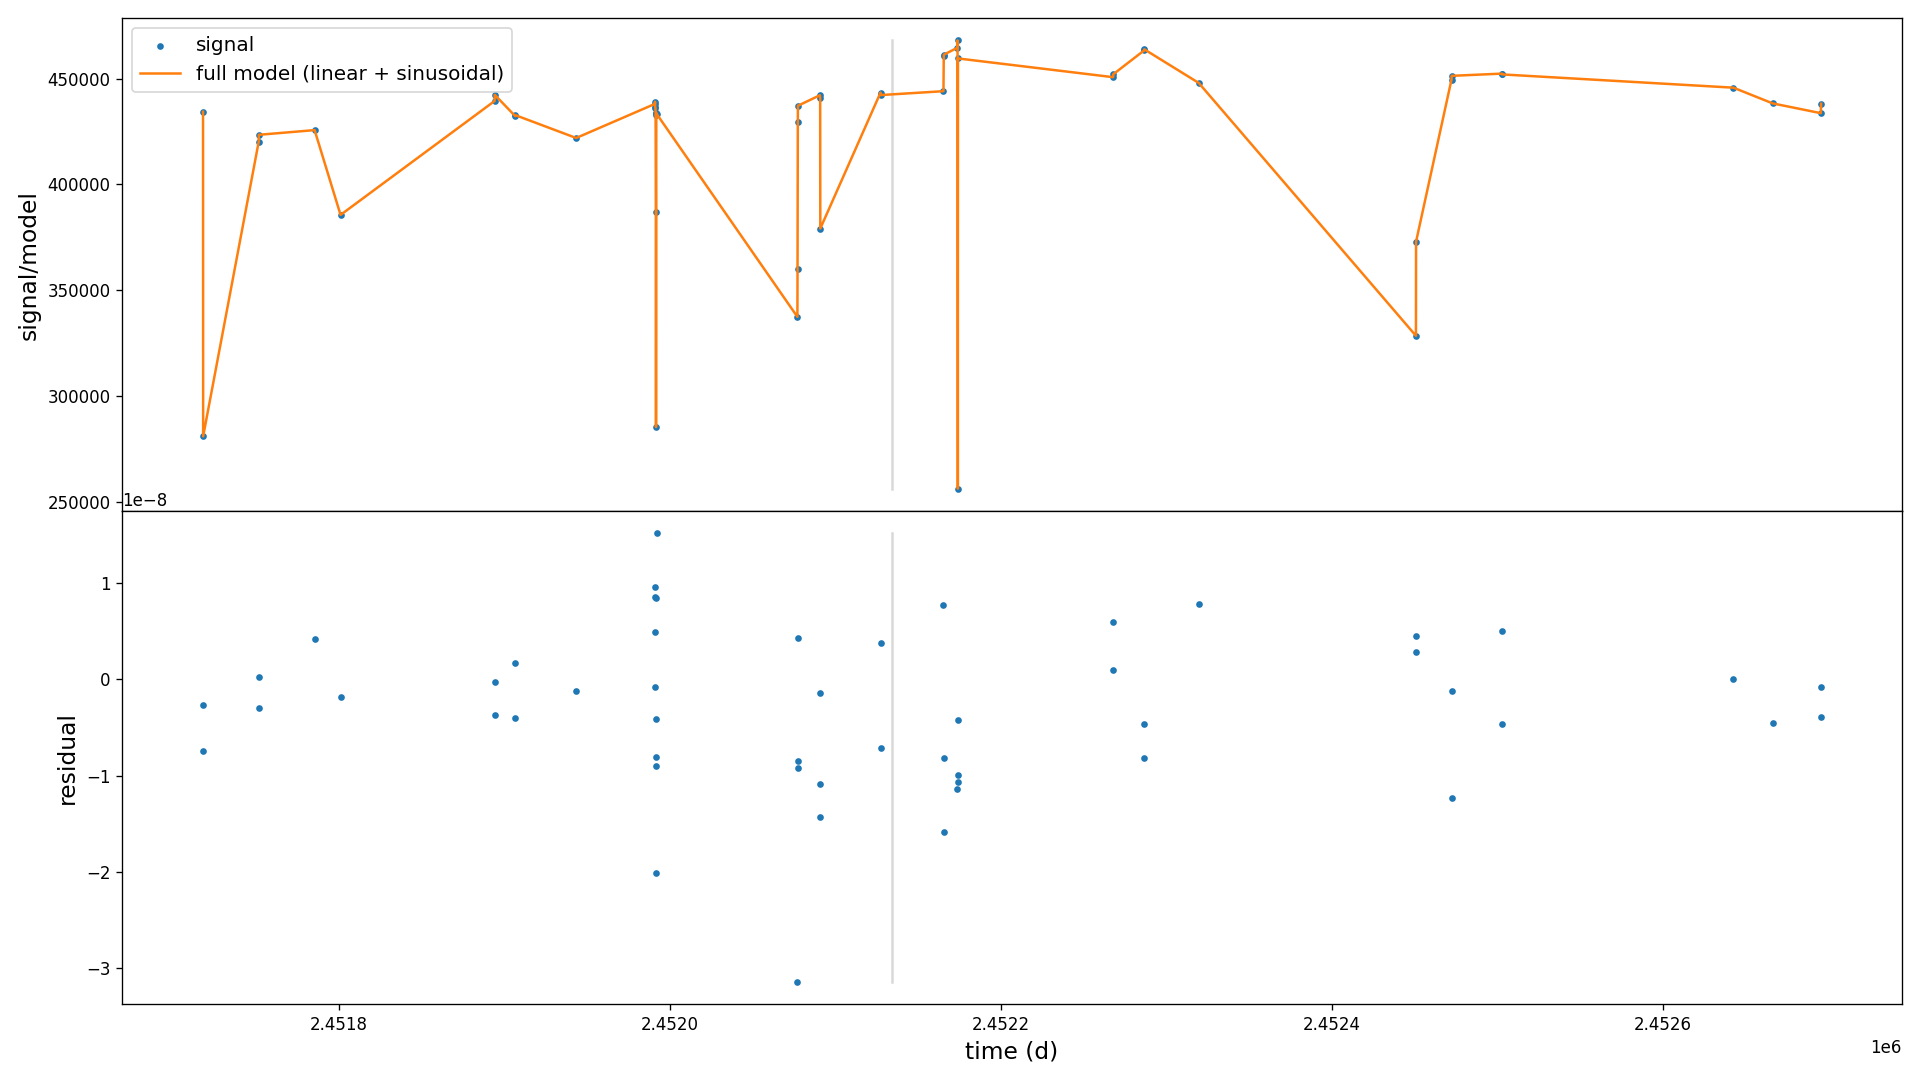 signal
full model (linear + sinusoidal)
450000
400000
350000
300000
250000
signal/model
1e−8
1
0
−1
−2
−3
residual
2.4518
2.4520
2.4522
2.4524
2.4526
1e6
time (d)